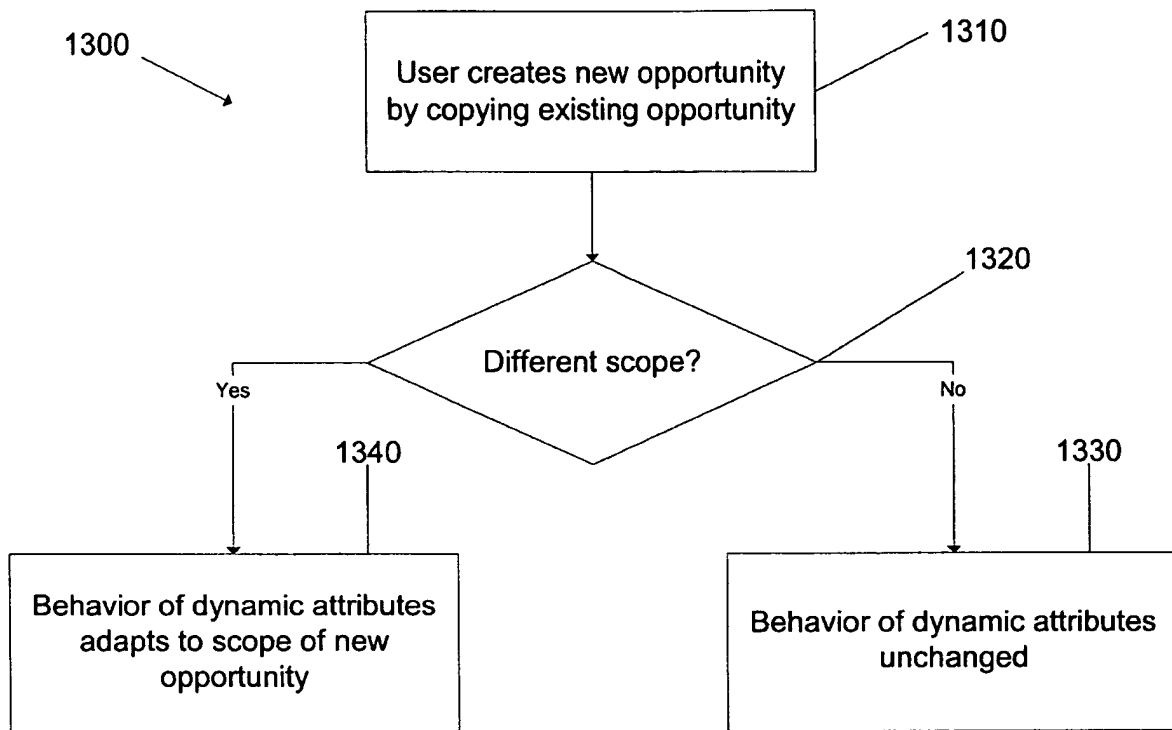 1300
1310
User creates new opportunity
by copying existing opportunity
1320
Different scope?
Yes
No
1340
1330
Behavior of dynamic attributes
adapts to scope of new
opportunity
Behavior of dynamic attributes
unchanged